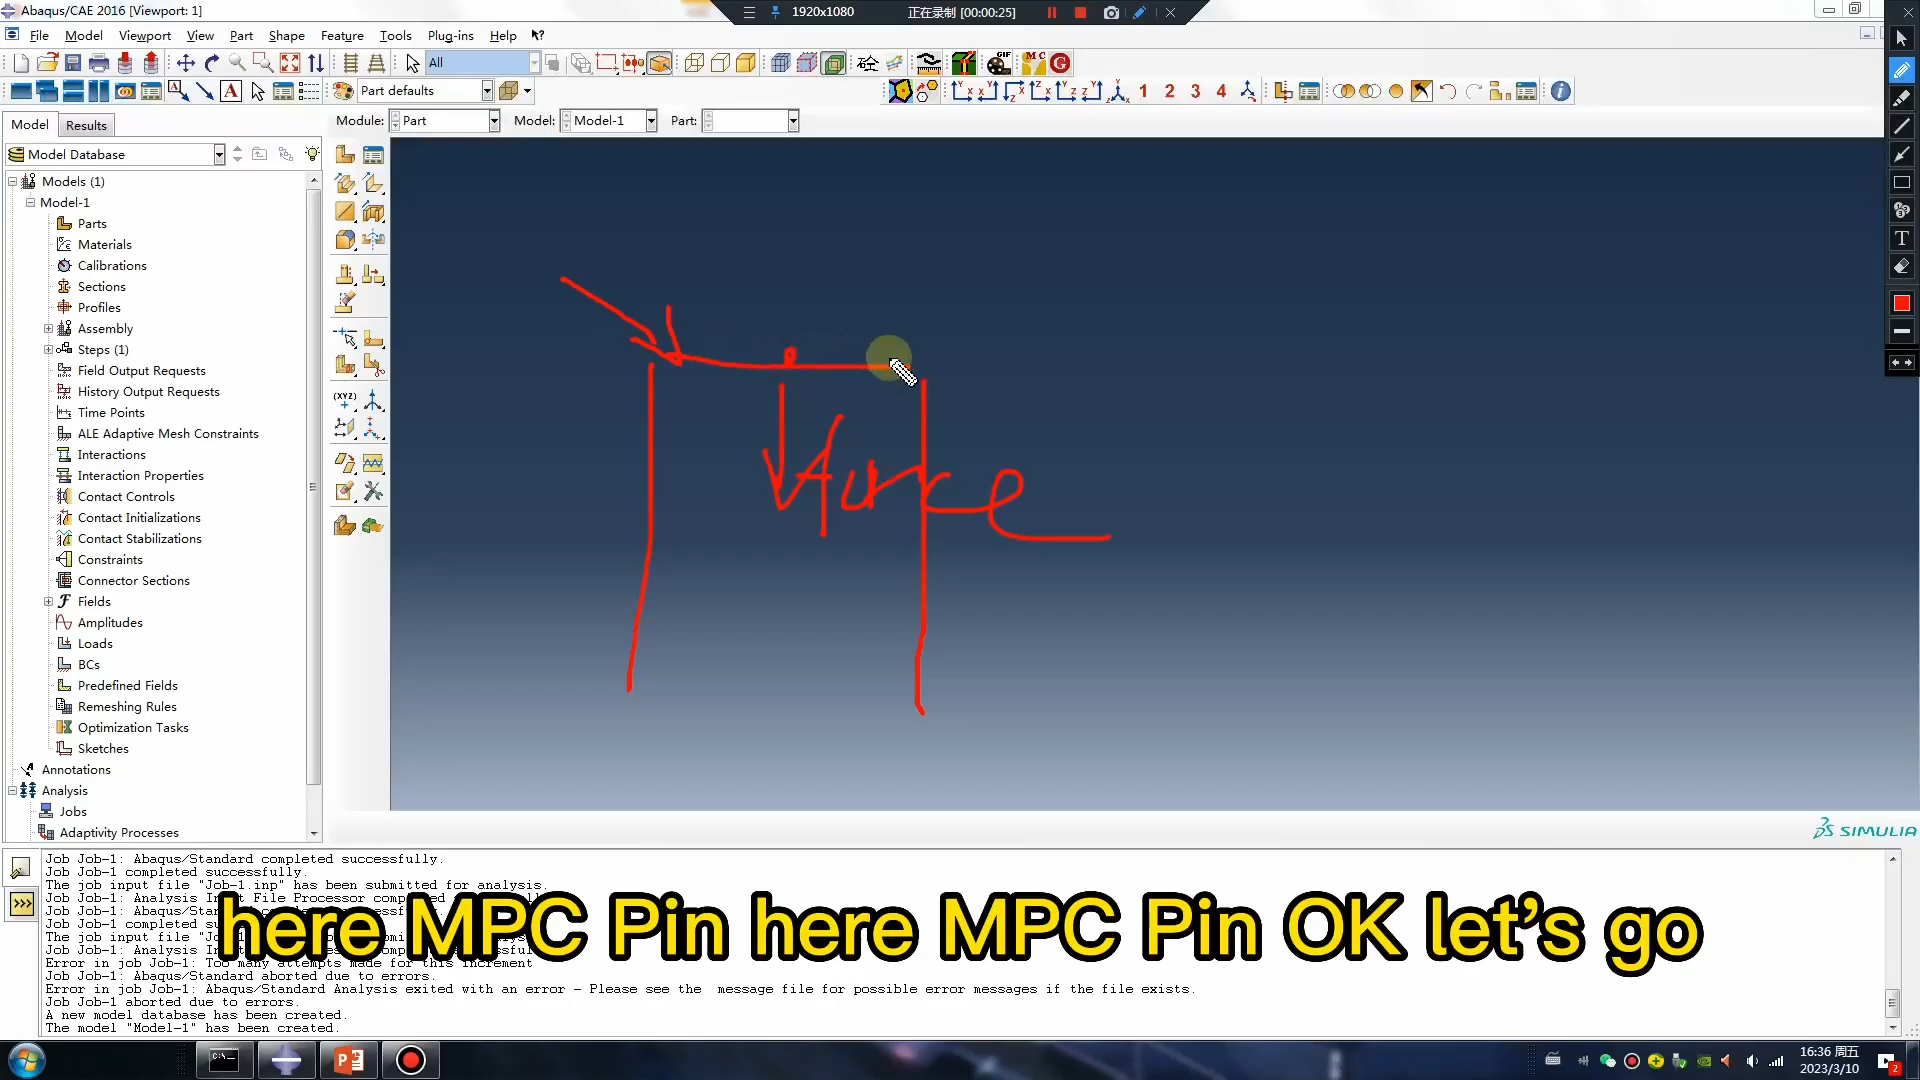 Abaqus/CAE 2016 [Viewport: 1]
1920x1080 正在录制 [00:00:25]
File Model Viewport View Part Shape Feature Tools Plug-ins Help
All
Part defaults
1 2 3 4
Module: Part Model: Model-1 Part:
Model Results
Model Database
Models (1)
Model-1
Parts
Materials
Calibrations
Sections
Profiles
Assembly
Steps (1)
Field Output Requests
History Output Requests
Time Points
ALE Adaptive Mesh Constraints
Interactions
Interaction Properties
Contact Controls
Contact Initializations
Contact Stabilizations
Constraints
Connector Sections
Fields
Amplitudes
Loads
BCs
Predefined Fields
Remeshing Rules
Optimization Tasks
Sketches
Annotations
Analysis
Jobs
Adaptivity Processes
force
SIMULIA
Job Job-1: Abaqus/Standard completed successfully.
Job Job-1 completed successfully.
The job input file "Job-1.inp" has been submitted for analysis.
Job Job-1: Analysis Input File Processor completed
Job Job-1: Abaqus/Standard
Job Job-1 completed
The job input file
Job Job-1: Analysis
Error in job Job-1: Too many attempts made for this increment
Job Job-1: Abaqus/Standard aborted due to errors.
Error in job Job-1: Abaqus/Standard Analysis exited with an error - Please see the message file for possible error messages if the file exists.
Job Job-1 aborted due to errors.
A new model database has been created.
The model "Model-1" has been created.
here MPC Pin here MPC Pin OK let's go
16:36 周五
2023/3/10